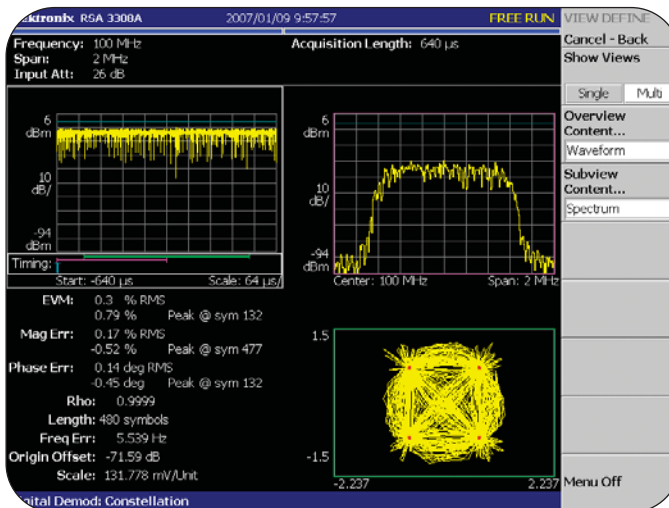 ektronix RSA 3308A 2007/01/09 9:57:57 FREE RUN
VIEW DEFINE
Frequency: 100 MHz
Span: 2 MHz
Input Att: 26 dB
Acquisition Length: 640 µs
Cancel - Back
Show Views
Single Multi
Overview
Content...
Waveform
Subview
Content...
Spectrum
Menu Off
6
dBm
10
dB/
-94
dBm
Timing:
Start: -640 µs Scale: 64 µs/
6
dBm
10
dB/
-94
dBm
Center: 100 MHz Span: 2 MHz
EVM: 0.3 % RMS
0.79 % Peak @ sym 132
Mag Err: 0.17 % RMS
-0.52 % Peak @ sym 477
Phase Err: 0.14 deg RMS
-0.45 deg Peak @ sym 132
Rho: 0.9999
Length: 480 symbols
Freq Err: 5.539 Hz
Origin Offset: -71.59 dB
Scale: 131.778 mV/Unit
1.5
-1.5
-2.237 2.237
igital Demod: Constellation